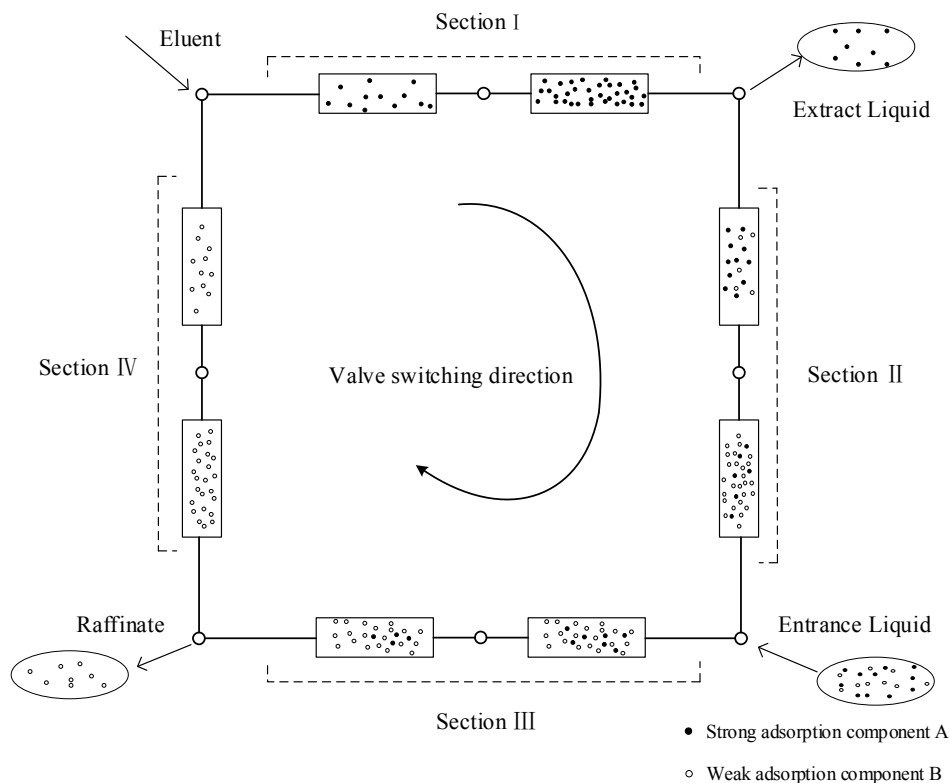 Section Ⅰ
Eluent
Extract Liquid
Section Ⅳ
Valve switching direction
Section Ⅱ
Raffinate
Entrance Liquid
Section Ⅲ
Strong adsorption component A
Weak adsorption component B